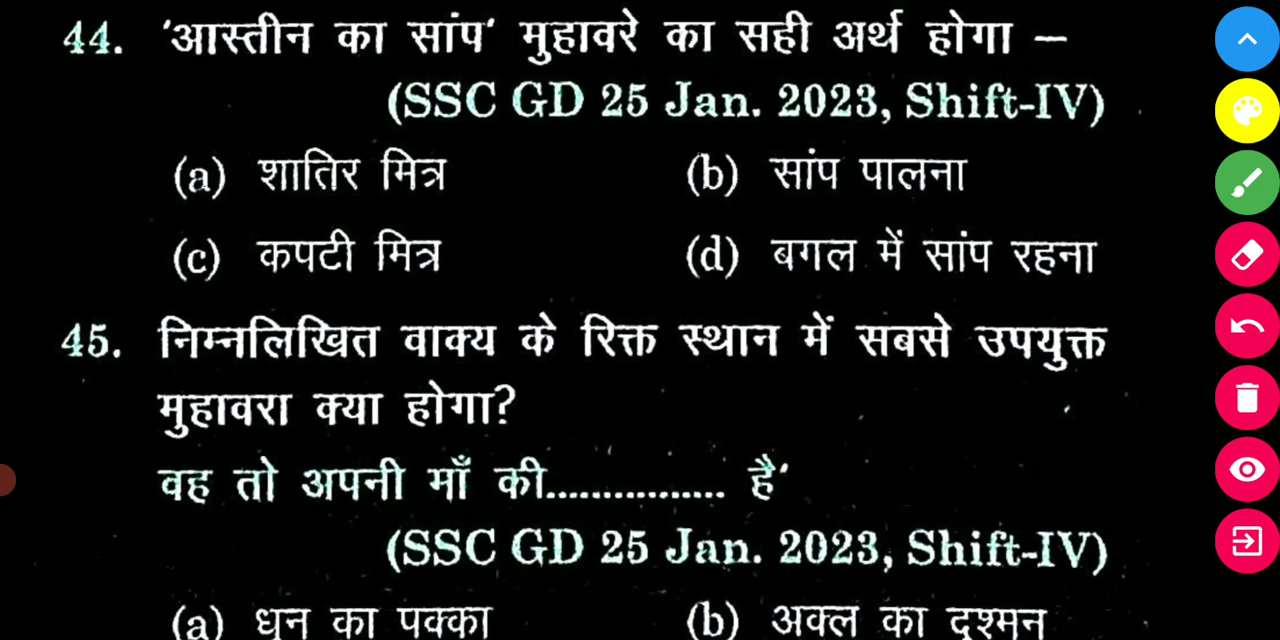 44. 'आस्तीन का सांप' मुहावरे का सही अर्थ होगा –
(SSC GD 25 Jan. 2023, Shift-IV)
(a) शातिर मित्र (b) सांप पालना
(c) कपटी मित्र (d) बगल में सांप रहना
45. निम्नलिखित वाक्य के रिक्त स्थान में सबसे उपयुक्त
मुहावरा क्या होगा?
वह तो अपनी माँ की................ है'
(SSC GD 25 Jan. 2023, Shift-IV)
(a) धुन का पक्का (b) अक्ल का दुश्मन